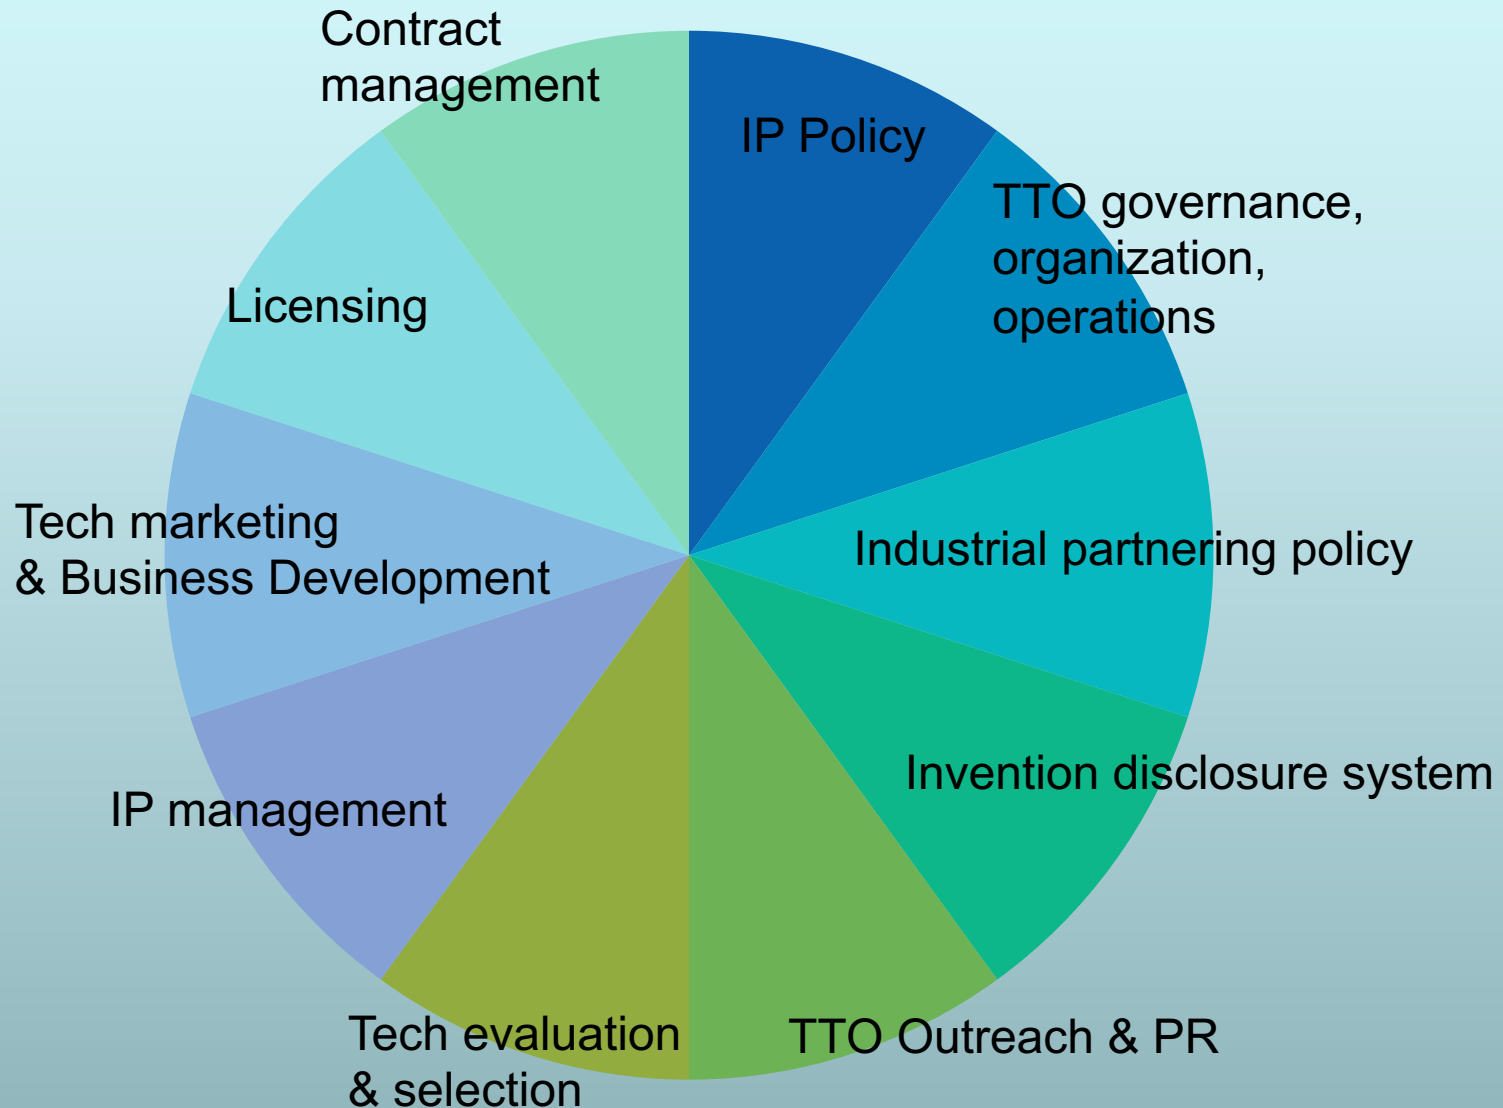 Contract
management
IP Policy
TTO governance,
organization,
operations
Licensing
Industrial partnering policy
Tech marketing
& Business Development
Invention disclosure system
IP management
TTO Outreach & PR
Tech evaluation
& selection